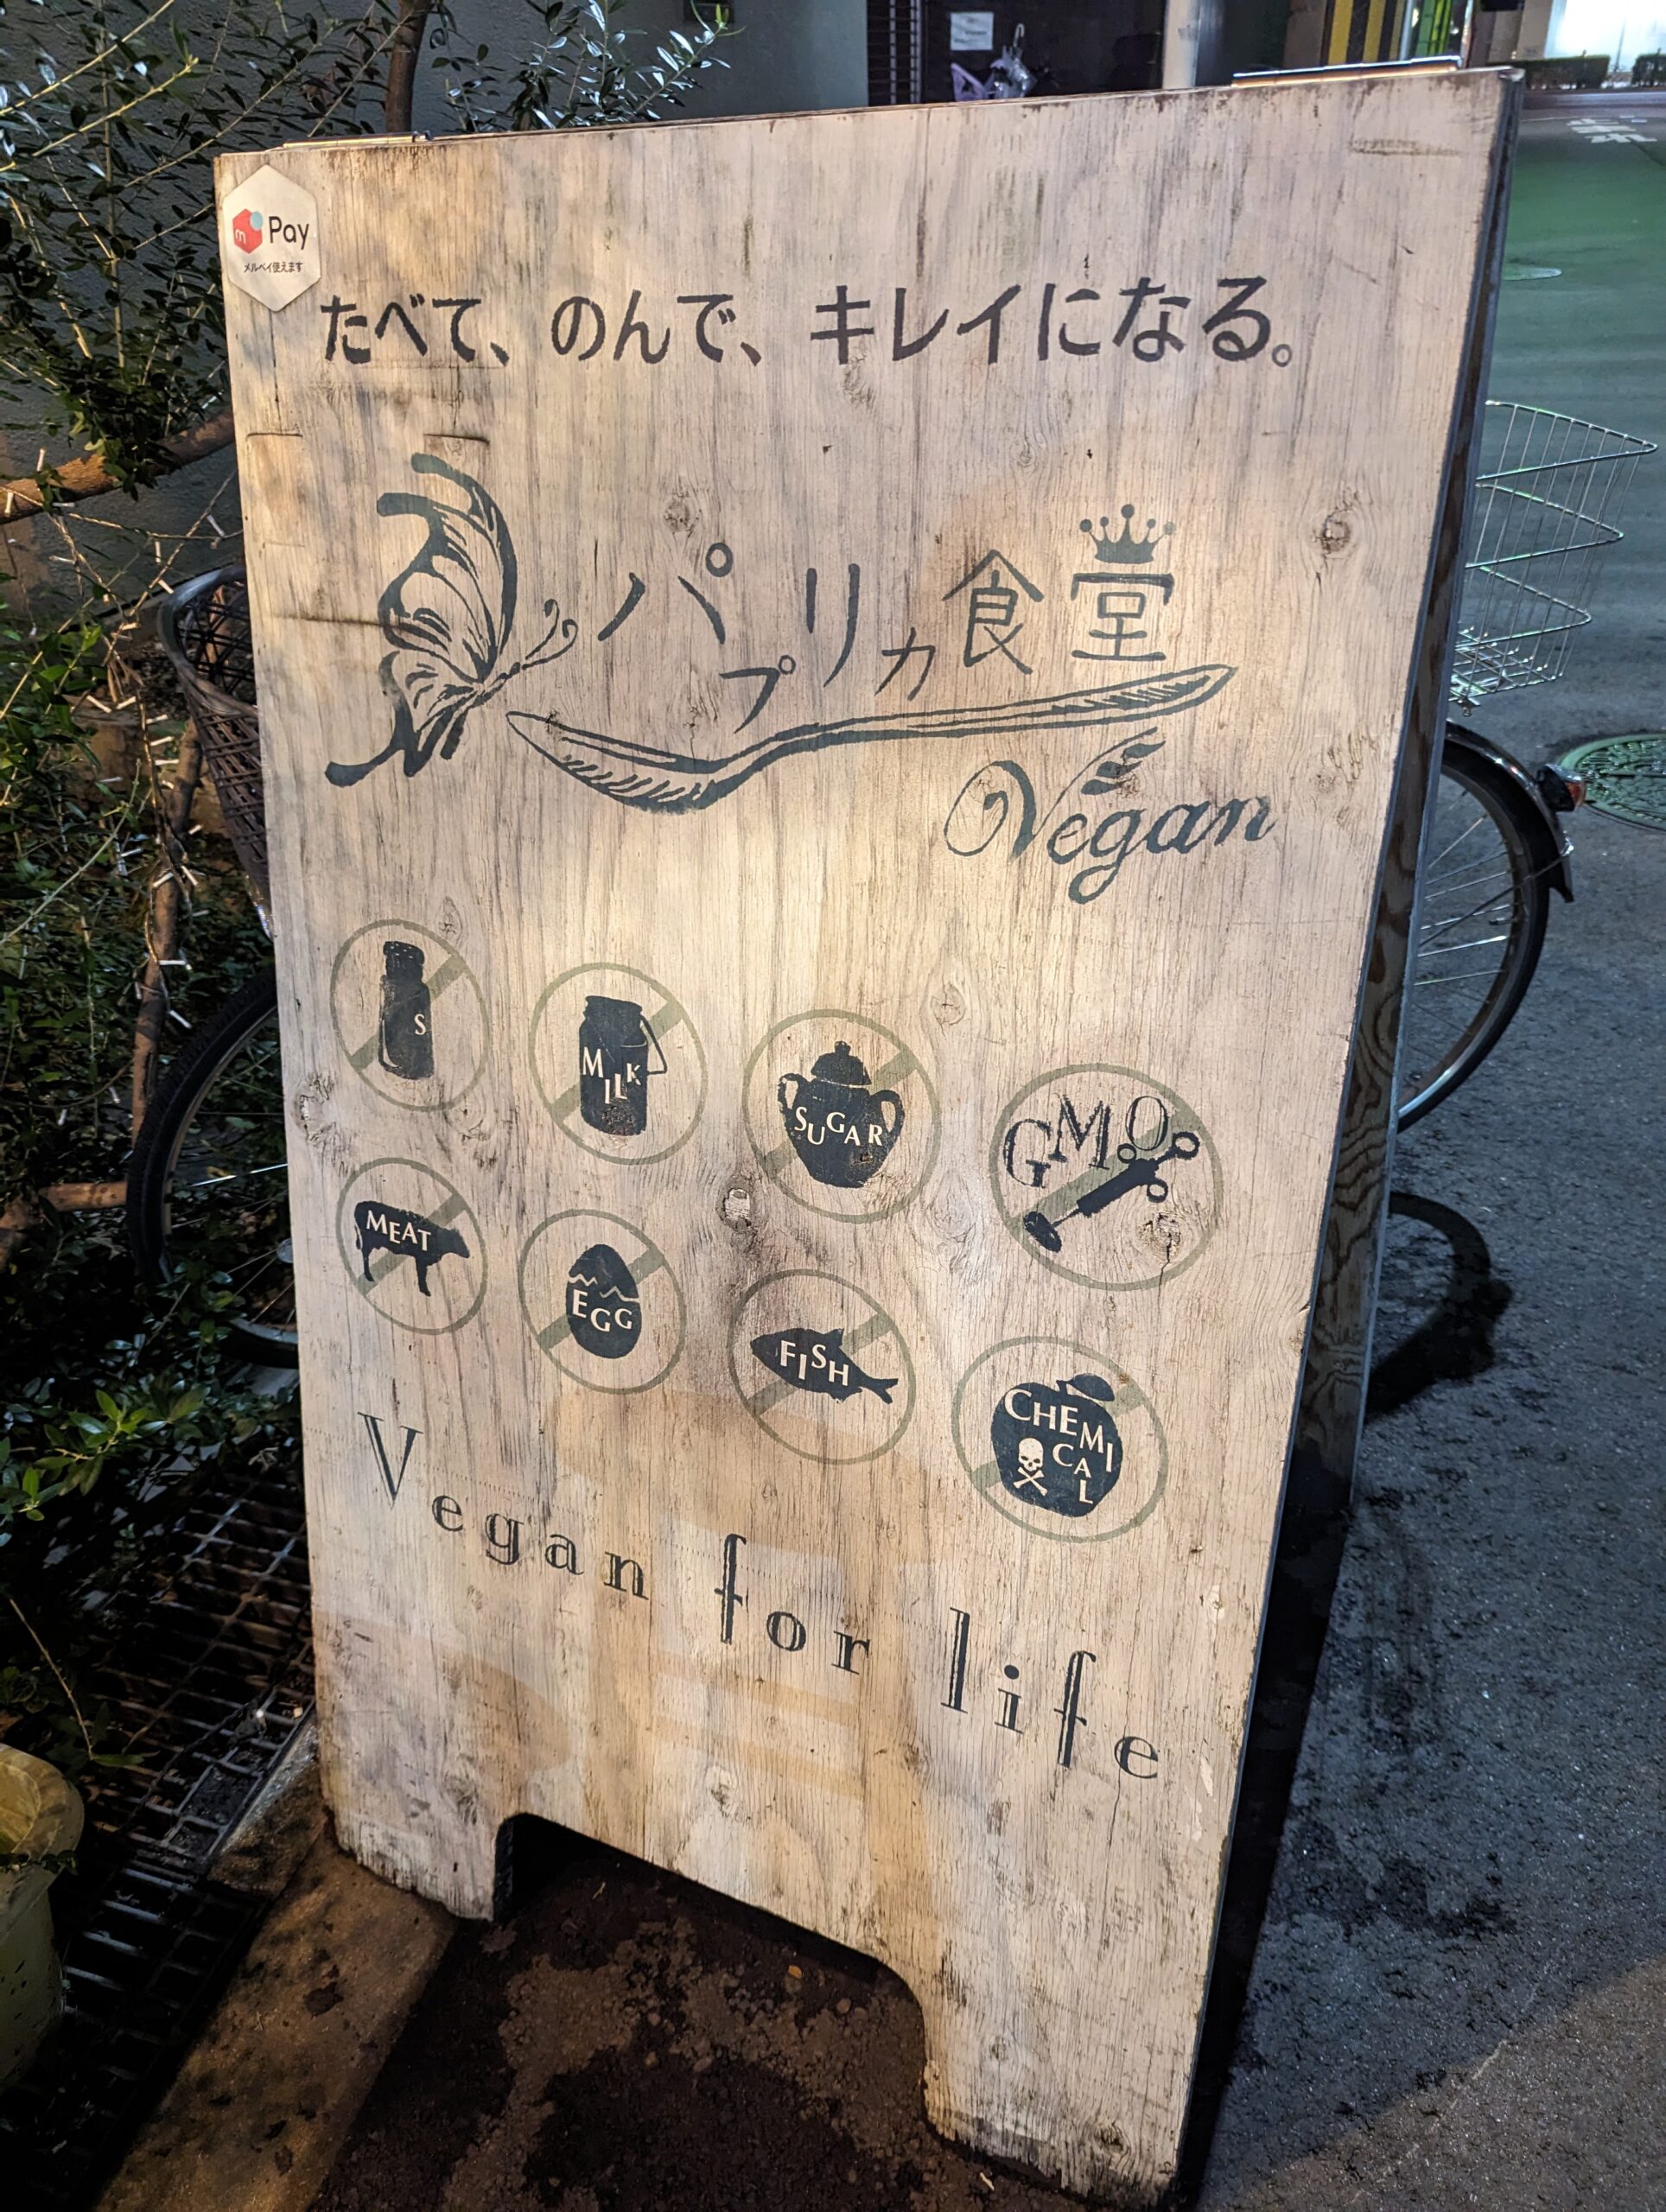 Pay
メルペイ使えます
たべて、のんで、キレイになる。
パプリカ食堂
Vegan
S
MILK
SUGAR
GMO
MEAT
EGG
FISH
CHEMICAL
Vegan for life